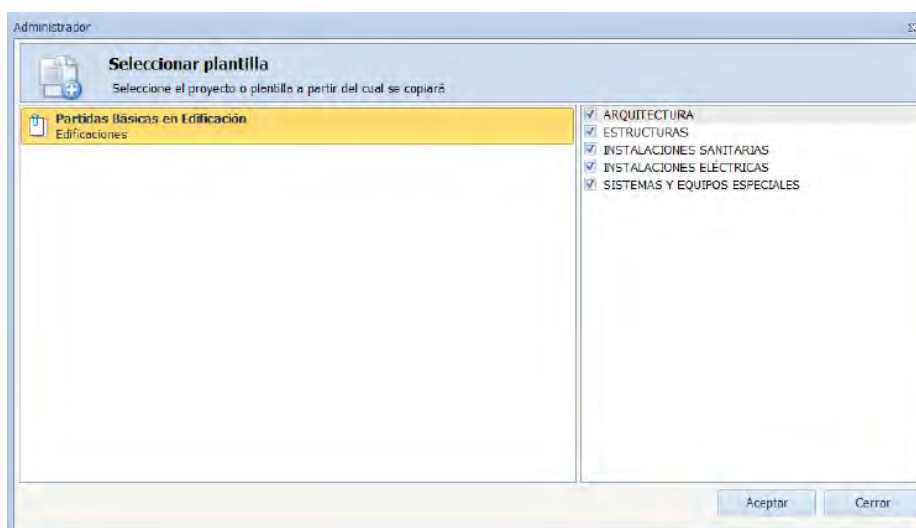 Administrador
Seleccionar plantilla
Seleccione el proyecto o plantilla a partir del cual se copiará
Partidas Básicas en Edificación
Edificaciones
ARQUITECTURA
ESTRUCTURAS
INSTALACIONES SANITARIAS
INSTALACIONES ELÉCTRICAS
SISTEMAS Y EQUIPOS ESPECIALES
Aceptar
Cerrar